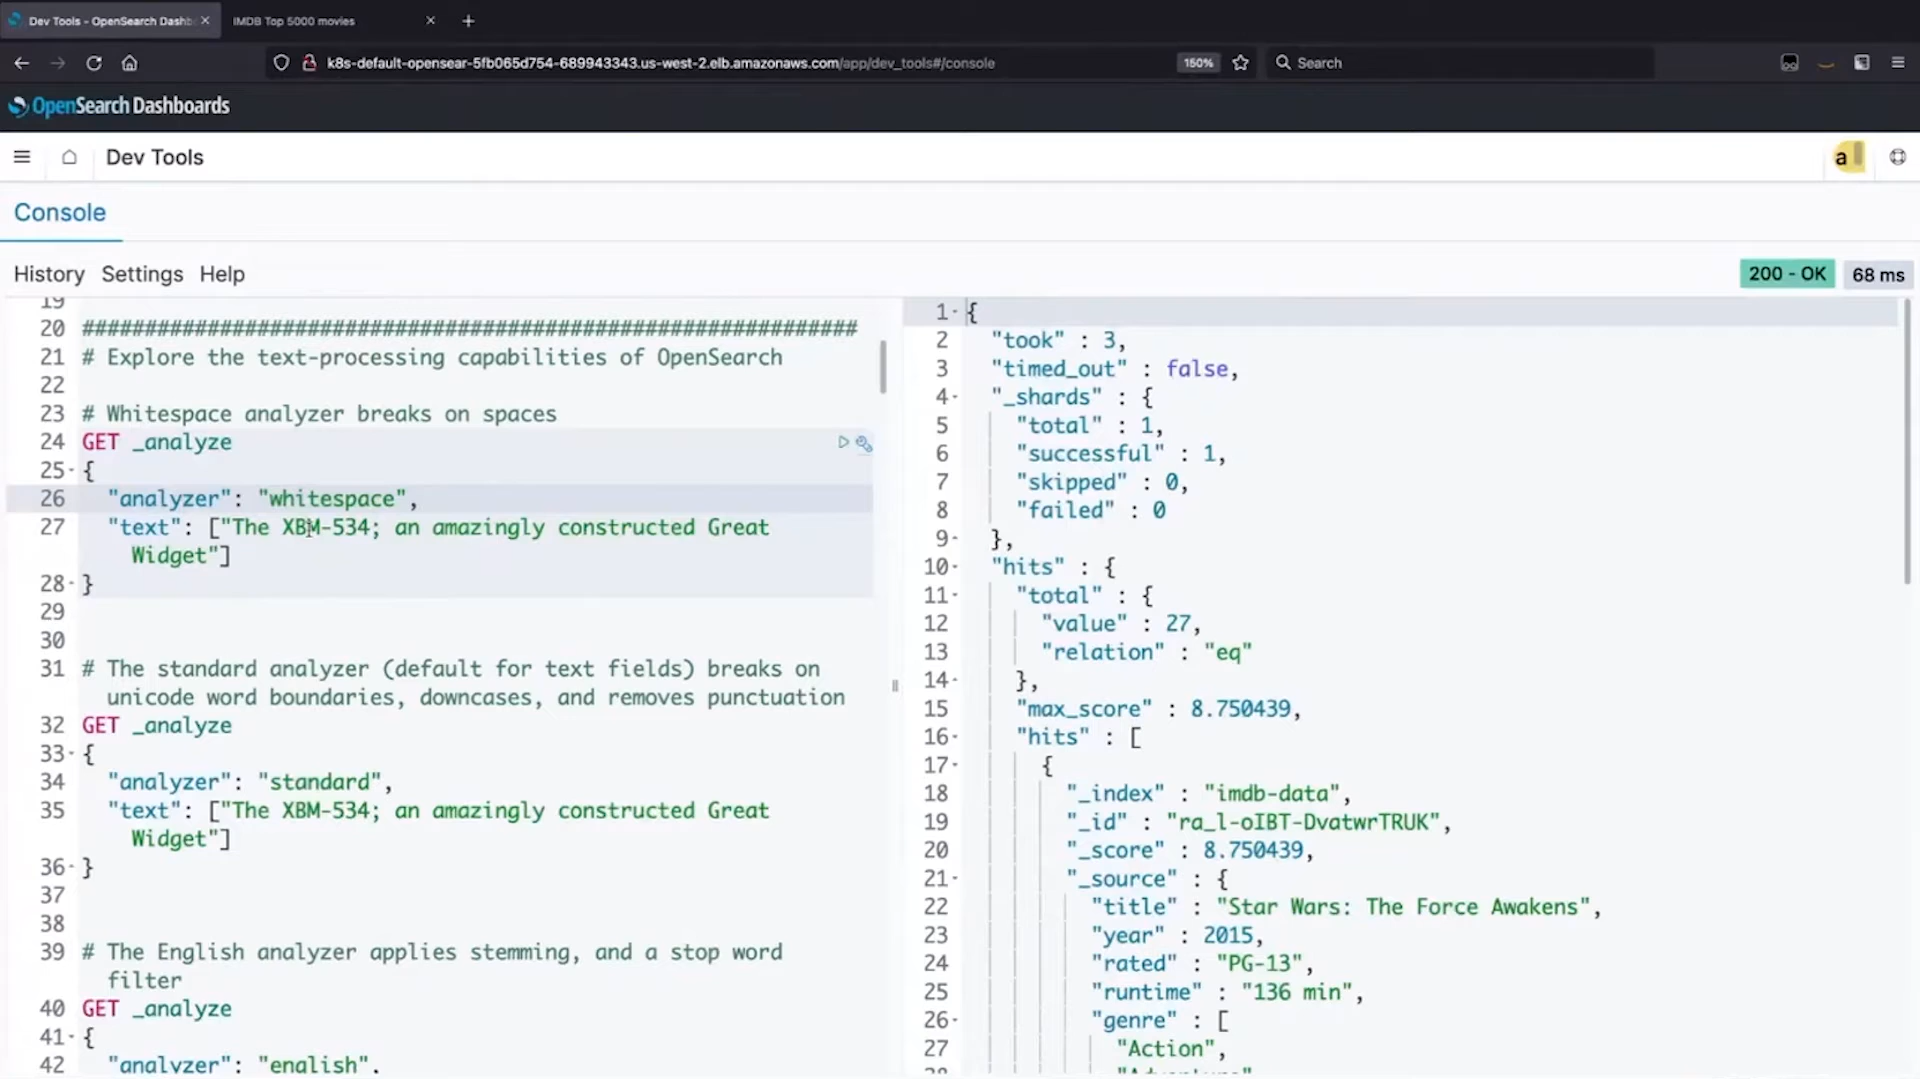 Dev Tools - OpenSearch Dashb
IMDB Top 5000 movies
k8s-default-opensear-5fb065d754-689943343.us-west-2.elb.amazonaws.com/app/dev_tools#/console
150%
Search
OpenSearch Dashboards
Dev Tools
a
Console
History Settings Help
200 - OK
68 ms
19
20 ##############################################################
21 # Explore the text-processing capabilities of OpenSearch
22
23 # Whitespace analyzer breaks on spaces
24 GET _analyze
25 {
26 "analyzer": "whitespace",
27 "text": ["The XBM-534; an amazingly constructed Great
Widget"]
28 }
29
30
31 # The standard analyzer (default for text fields) breaks on
unicode word boundaries, downcases, and removes punctuation
32 GET _analyze
33 {
34 "analyzer": "standard",
35 "text": ["The XBM-534; an amazingly constructed Great
Widget"]
36 }
37
38
39 # The English analyzer applies stemming, and a stop word
filter
40 GET _analyze
41 {
42 "analyzer": "english",
1 {
2 "took" : 3,
3 "timed_out" : false,
4 "_shards" : {
5 "total" : 1,
6 "successful" : 1,
7 "skipped" : 0,
8 "failed" : 0
9 },
10 "hits" : {
11 "total" : {
12 "value" : 27,
13 "relation" : "eq"
14 },
15 "max_score" : 8.750439,
16 "hits" : [
17 {
18 "_index" : "imdb-data",
19 "_id" : "ra_l-oIBT-DvatwrTRUK",
20 "_score" : 8.750439,
21 "_source" : {
22 "title" : "Star Wars: The Force Awakens",
23 "year" : 2015,
24 "rated" : "PG-13",
25 "runtime" : "136 min",
26 "genre" : [
27 "Action",
28 "Adventure"